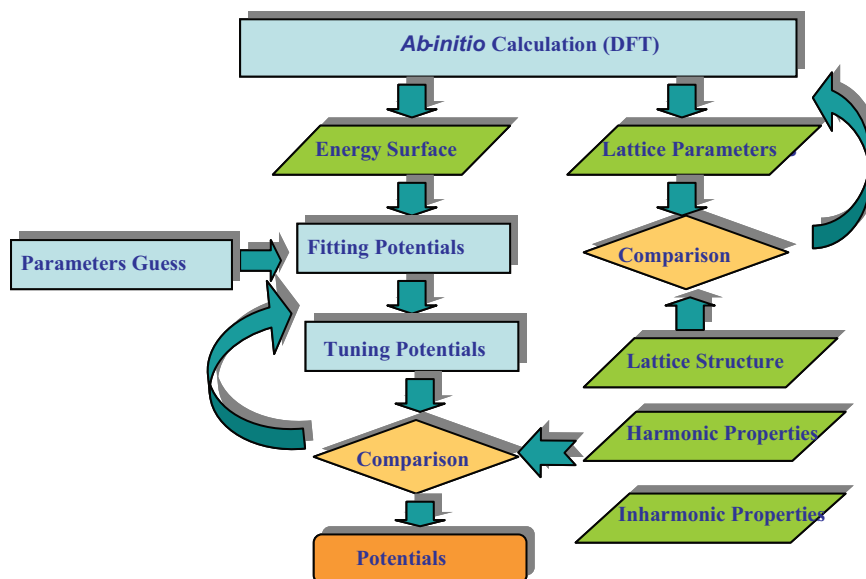 Ab-initio Calculation (DFT)
Energy Surface
Lattice Parameters
Parameters Guess
Fitting Potentials
Comparison
Tuning Potentials
Lattice Structure
Harmonic Properties
Comparison
Inharmonic Properties
Potentials